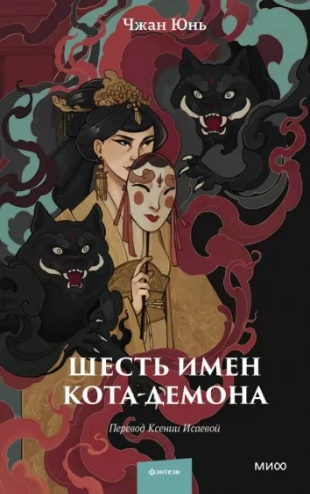 Чжан Юнь
ШЕСТЬ ИМЕН
КОТА-ДЕМОНА
Перевод Ксении Исаевой
фэнтези
МИФ